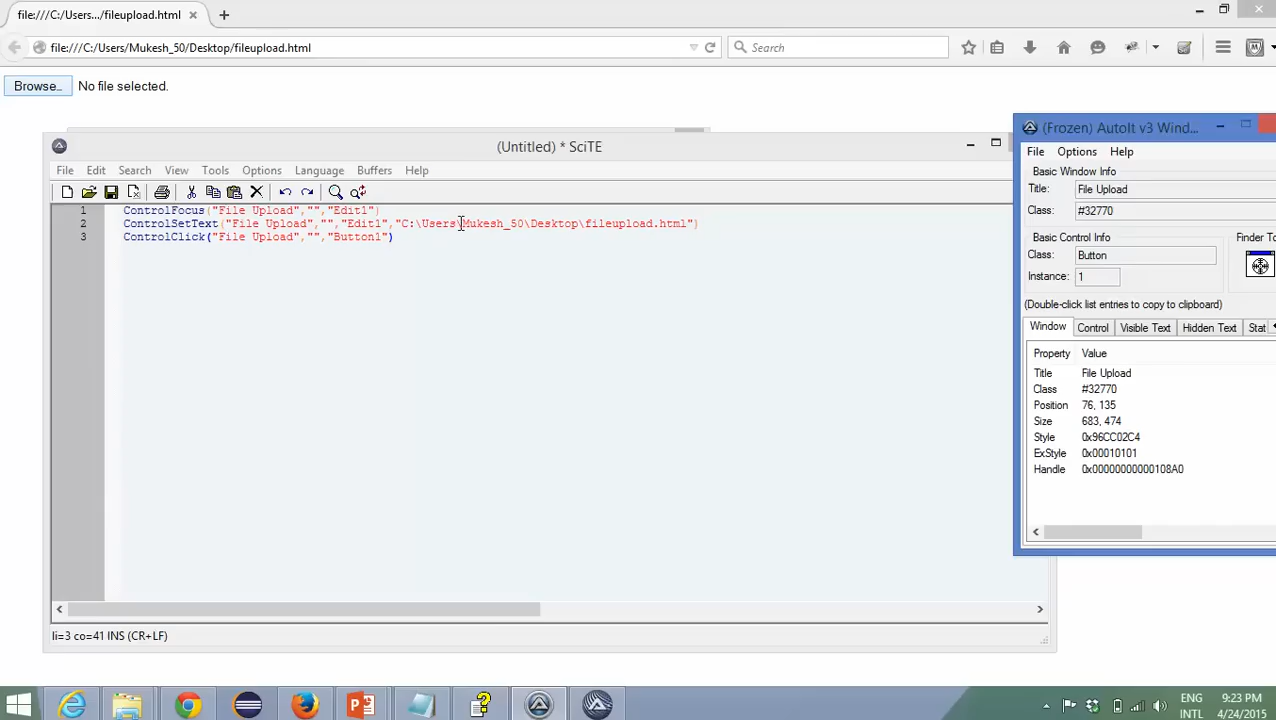 file:///C:/Users.../fileupload.html
file:///C:/Users/Mukesh_50/Desktop/fileupload.html
Search
Browse..
No file selected.
(Untitled) * SciTE
File Edit Search View Tools Options Language Buffers Help
1 ControlFocus("File Upload","","Edit1")
2 ControlSetText("File Upload","","Edit1","C:\Users\Mukesh_50\Desktop\fileupload.html")
3 ControlClick("File Upload","","Button1")
li=3 co=41 INS (CR+LF)
(Frozen) AutoIt v3 Wind...
File Options Help
Basic Window Info
Title: File Upload
Class: #32770
Basic Control Info
Finder To
Class: Button
Instance: 1
(Double-click list entries to copy to clipboard)
Window Control Visible Text Hidden Text Stat
Property Value
Title File Upload
Class #32770
Position 76, 135
Size 683, 474
Style 0x96CC02C4
ExStyle 0x00010101
Handle 0x00000000000108A0
ENG
INTL
9:23 PM
4/24/2015